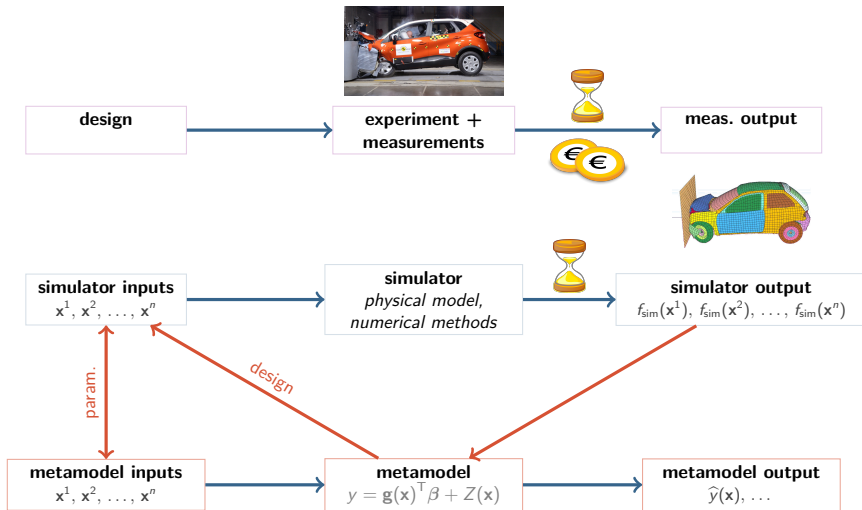 design
experiment +
measurements
meas. output
€
€
simulator inputs
x¹, x², ..., xⁿ
simulator
physical model,
numerical methods
simulator output
f_sim(x¹), f_sim(x²), ..., f_sim(xⁿ)
param.
design
metamodel inputs
x¹, x², ..., xⁿ
metamodel
y = g(x)ᵀβ + Z(x)
metamodel output
ŷ(x), ...